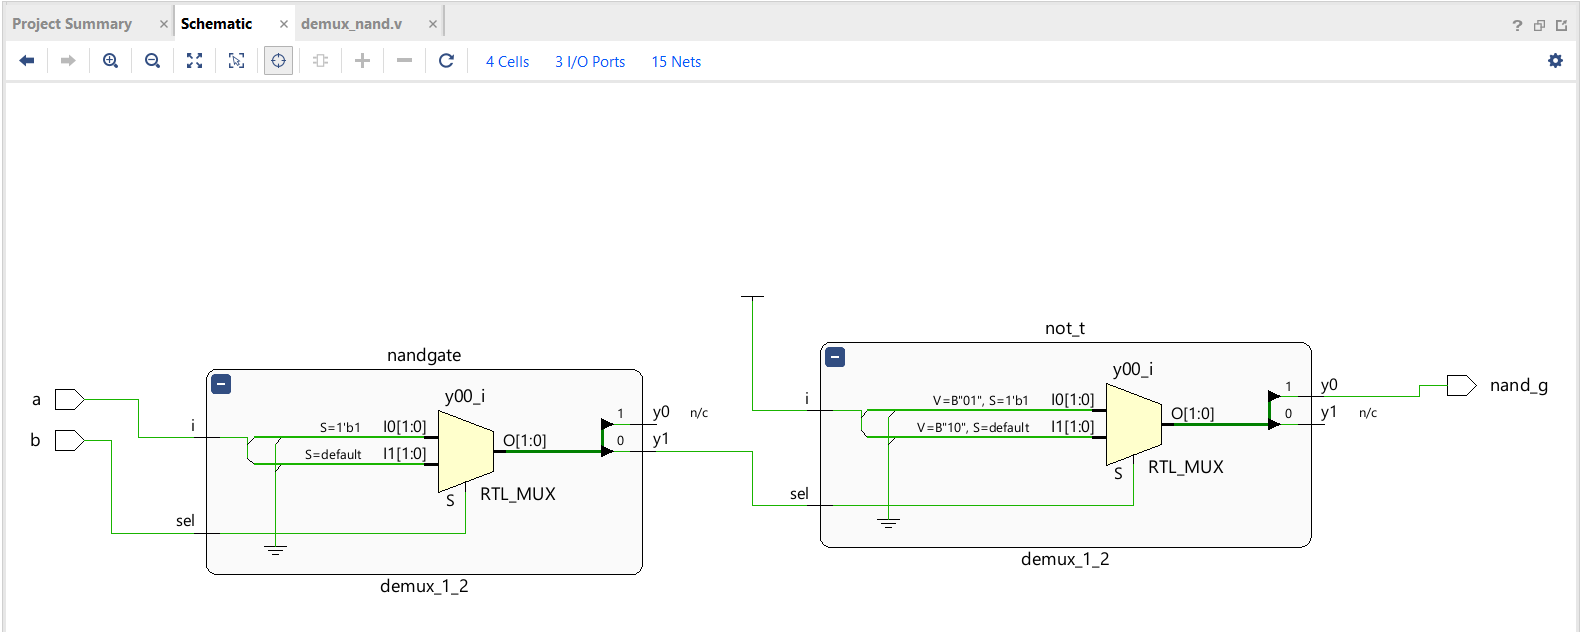 Project Summary × Schematic × demux_nand.v ×
4 Cells 3 I/O Ports 15 Nets
nandgate
a
b
i
sel
S=1'b1
S=default
I0[1:0]
I1[1:0]
y00_i
S
O[1:0]
RTL_MUX
1
0
y0
n/c
y1
demux_1_2
not_t
i
sel
V=B"01", S=1'b1
V=B"10", S=default
I0[1:0]
I1[1:0]
y00_i
S
O[1:0]
RTL_MUX
1
0
y0
y1
n/c
nand_g
demux_1_2